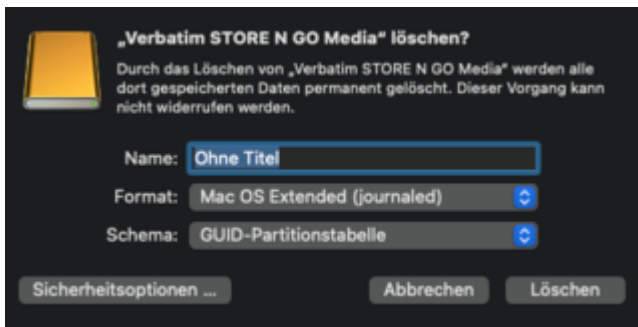 „Verbatim STORE N GO Media“ löschen?
Durch das Löschen von „Verbatim STORE N GO Media“ werden alle
dort gespeicherten Daten permanent gelöscht. Dieser Vorgang kann
nicht widerrufen werden.
Name: Ohne Titel
Format: Mac OS Extended (journaled)
Schema: GUID-Partitionstabelle
Sicherheitsoptionen ... Abbrechen Löschen